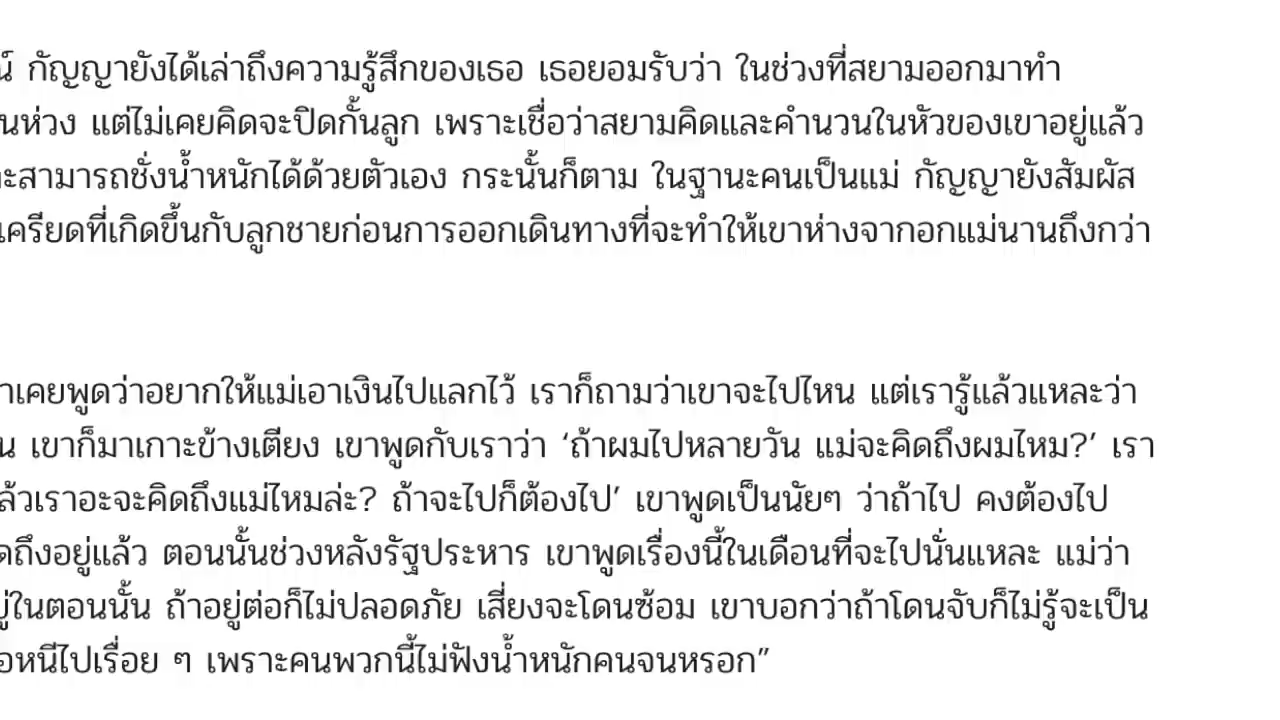 กัญญายังได้เล่าถึงความรู้สึกของเธอ เธอยอมรับว่า ในช่วงที่สยามออกมาทำ
นห่วง แต่ไม่เคยคิดจะปิดกั้นลูก เพราะเชื่อว่าสยามคิดและคำนวนในหัวของเขาอยู่แล้ว
ะสามารถชั่งน้ำหนักได้ด้วยตัวเอง กระนั้นก็ตาม ในฐานะคนเป็นแม่ กัญญายังสัมผัส
เครียดที่เกิดขึ้นกับลูกชายก่อนการออกเดินทางที่จะทำให้เขาห่างจากอกแม่นานถึงกว่า
าเคยพูดว่าอยากให้แม่เอาเงินไปแลกไว้ เราก็ถามว่าเขาจะไปไหน แต่เรารู้แล้วแหละว่า
น เขาก็มาเกาะข้างเตียง เขาพูดกับเราว่า ‘ถ้าผมไปหลายวัน แม่จะคิดถึงผมไหม?’ เรา
ล้วเราอะจะคิดถึงแม่ไหมล่ะ? ถ้าจะไปก็ต้องไป’ เขาพูดเป็นนัยๆ ว่าถ้าไป คงต้องไป
ดถึงอยู่แล้ว ตอนนั้นช่วงหลังรัฐประหาร เขาพูดเรื่องนี้ในเดือนที่จะไปนั่นแหละ แม่ว่า
ยู่ในตอนนั้น ถ้าอยู่ต่อก็ไม่ปลอดภัย เสี่ยงจะโดนซ้อม เขาบอกว่าถ้าโดนจับก็ไม่รู้จะเป็น
อหนีไปเรื่อย ๆ เพราะคนพวกนี้ไม่ฟังน้ำหนักคนจนหรอก”